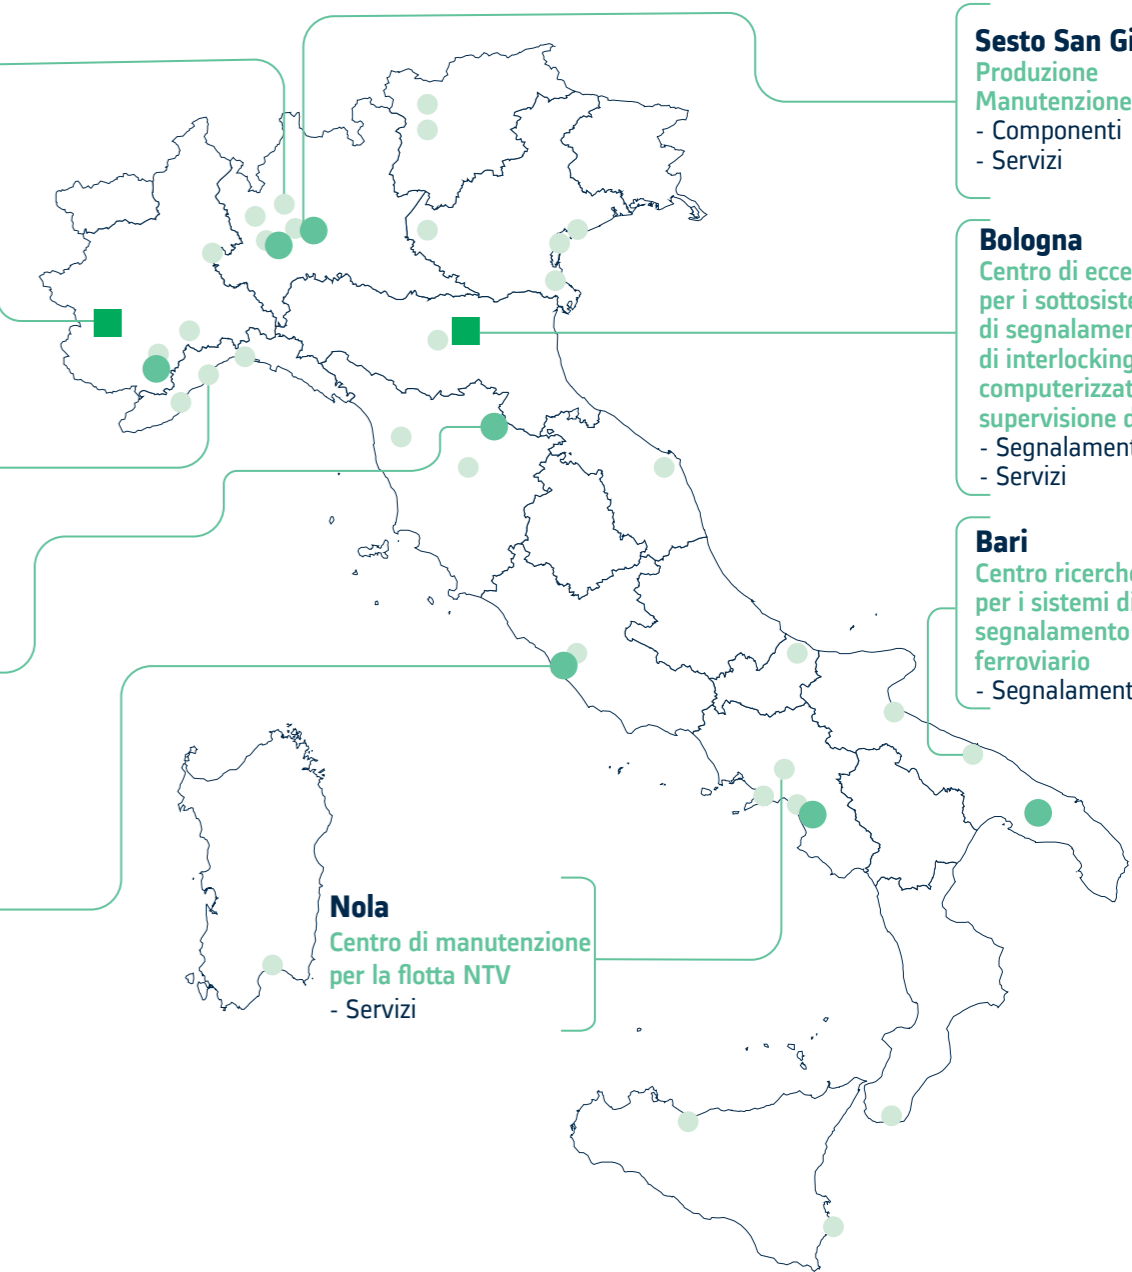 Sesto San Gi
Produzione
Manutenzione
- Componenti
- Servizi
Bologna
Centro di ecce
per i sottosiste
di segnalamen
di interlocking
computerizzat
supervisione d
- Segnalament
- Servizi
Bari
Centro ricerche
per i sistemi di
segnalamento
ferroviario
- Segnalament
Nola
Centro di manutenzione
per la flotta NTV
- Servizi